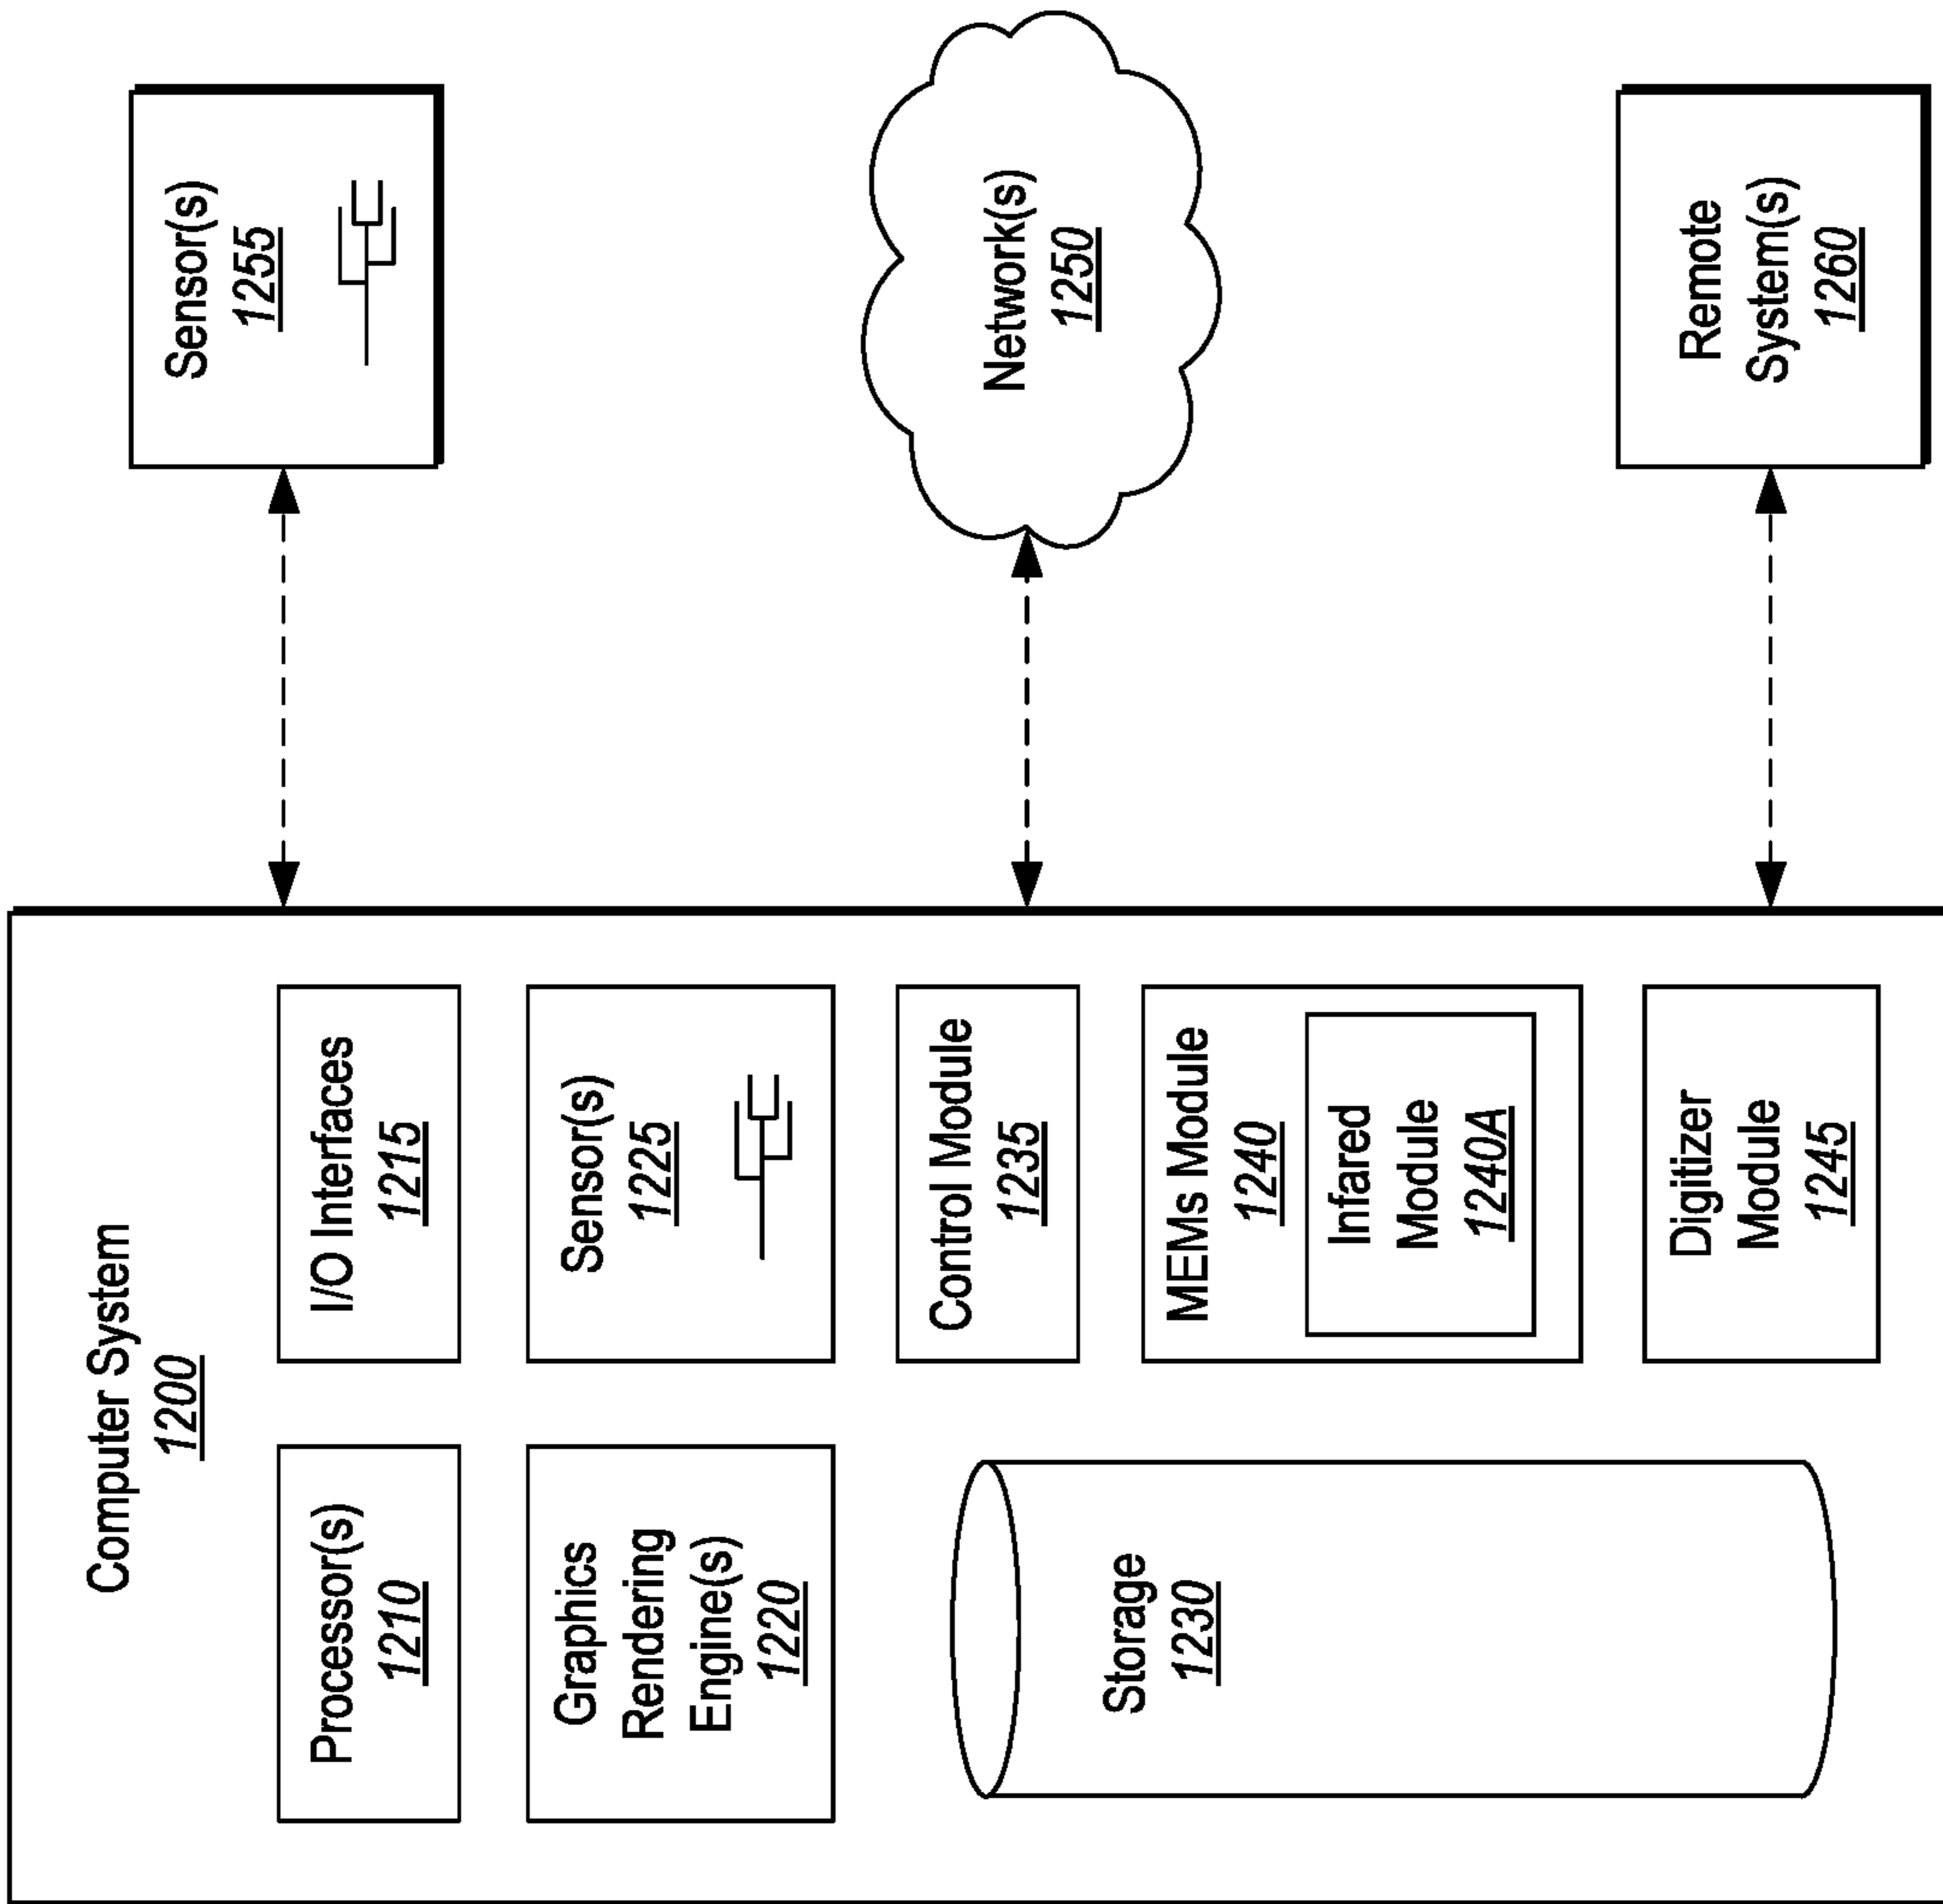 Computer System
1200
Processor(s)
1210
I/O Interfaces
1215
Graphics
Rendering
Engine(s)
1220
Sensor(s)
1225
Storage
1230
Control Module
1235
MEMs Module
1240
Infared
Module
1240A
Digitizer
Module
1245
Sensor(s)
1255
Network(s)
1250
Remote
System(s)
1260